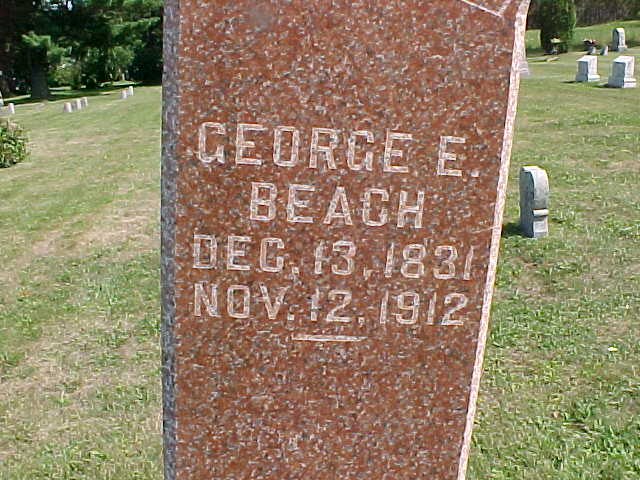 GEORGE E.
BEACH
DEC. 13, 1831
NOV. 12, 1912